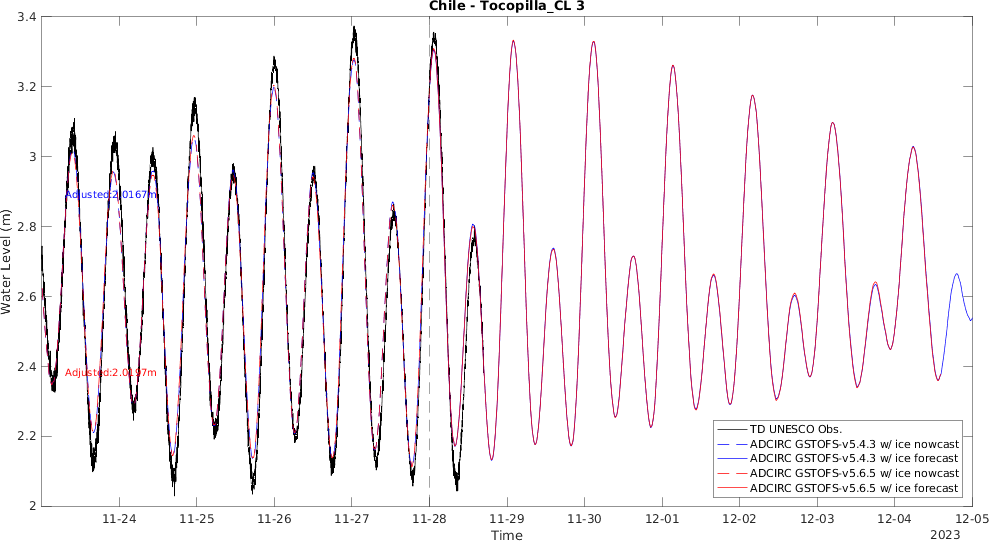 Chile - Tocopilla_CL 3
3.4
3.2
3
2.8
2.6
2.4
2.2
2
Water Level (m)
Adjusted:2.0167m
Adjusted:2.0197m
TD UNESCO Obs.
ADCIRC GSTOFS-v5.4.3 w/ ice nowcast
ADCIRC GSTOFS-v5.4.3 w/ ice forecast
ADCIRC GSTOFS-v5.6.5 w/ ice nowcast
ADCIRC GSTOFS-v5.6.5 w/ ice forecast
11-24 11-25 11-26 11-27 11-28 11-29 11-30 12-01 12-02 12-03 12-04 12-05
Time
2023